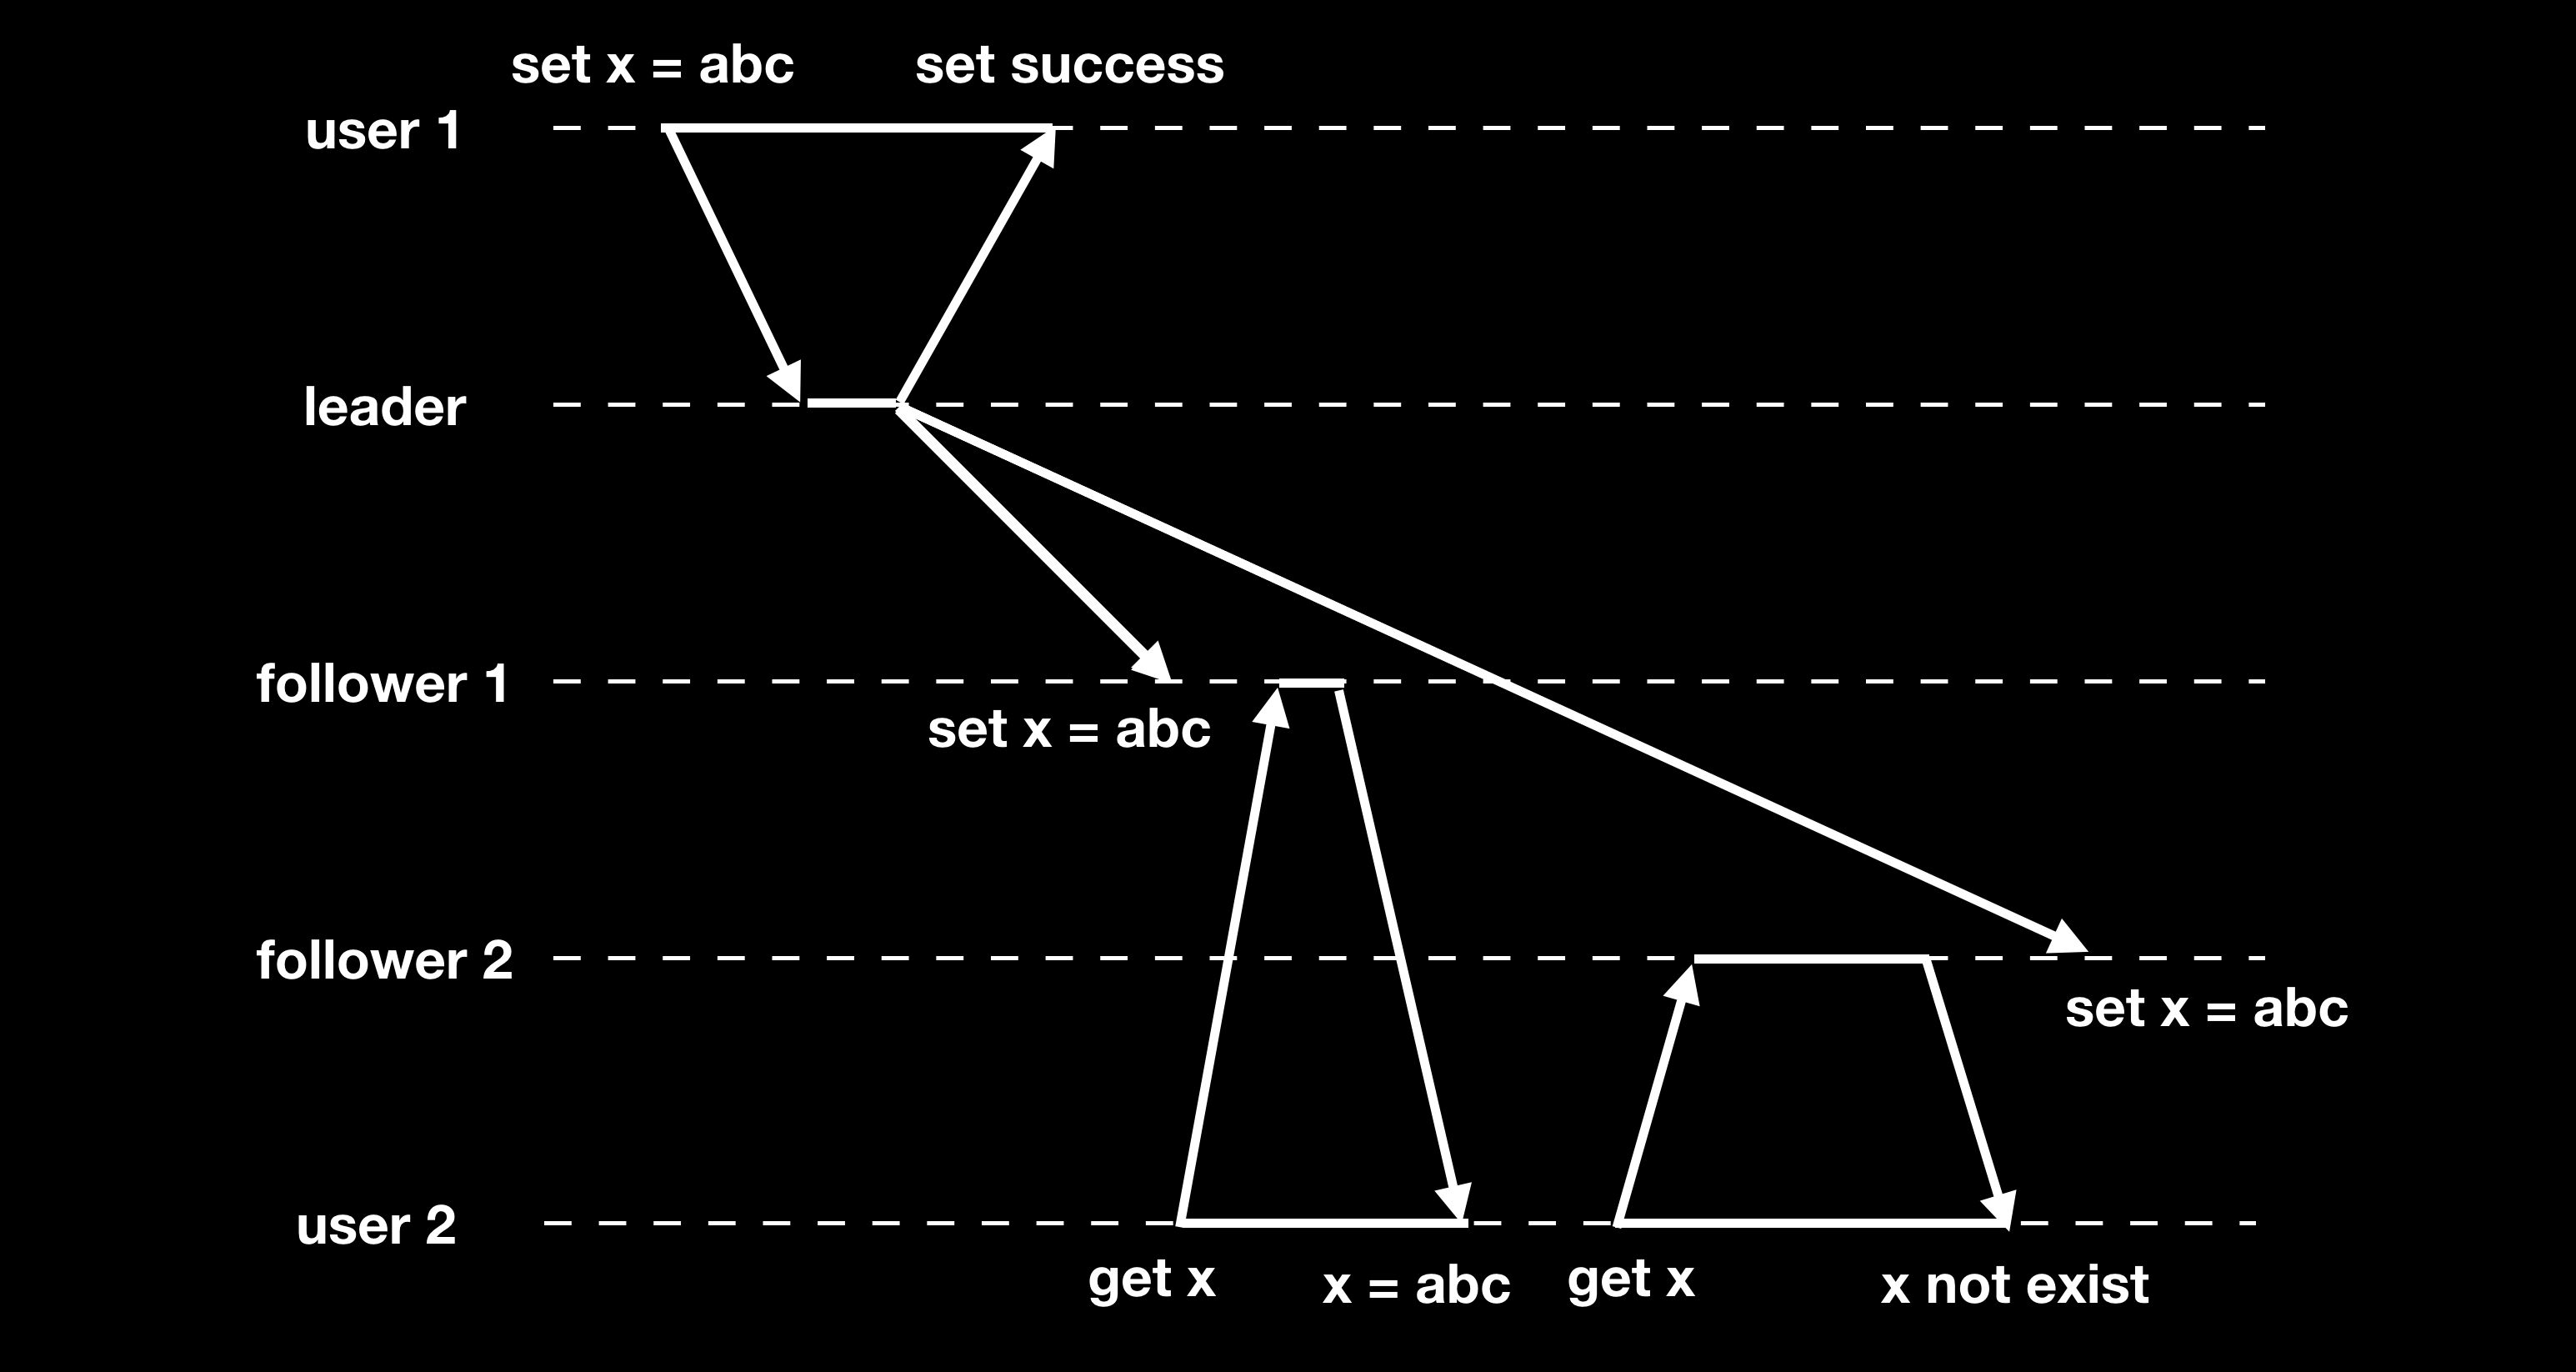 set x = abc
set success
user 1
leader
follower 1
set x = abc
follower 2
set x = abc
user 2
get x
x = abc
get x
x not exist